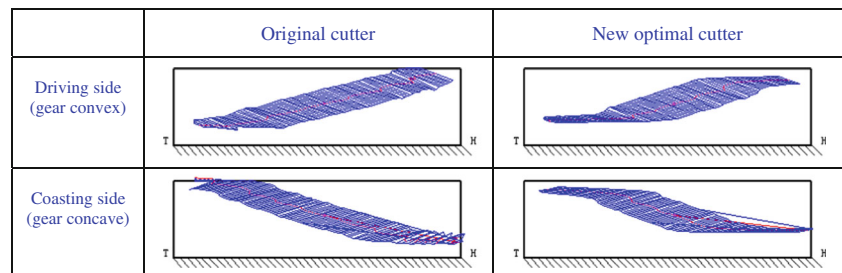 Original cutter
New optimal cutter
Driving side
(gear convex)
T
H
T
H
Coasting side
(gear concave)
T
H
T
H